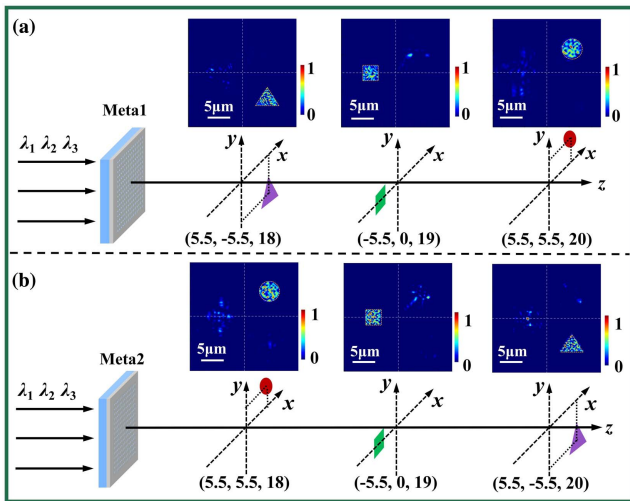 (a)
1
0
5μm
1
0
5μm
1
0
5μm
Meta1
λ1 λ2 λ3
y
x
y
x
y
x
z
(5.5, -5.5, 18)
(-5.5, 0, 19)
(5.5, 5.5, 20)
(b)
1
0
5μm
1
0
5μm
1
0
5μm
Meta2
λ1 λ2 λ3
y
x
y
x
y
x
z
(5.5, 5.5, 18)
(-5.5, 0, 19)
(5.5, -5.5, 20)